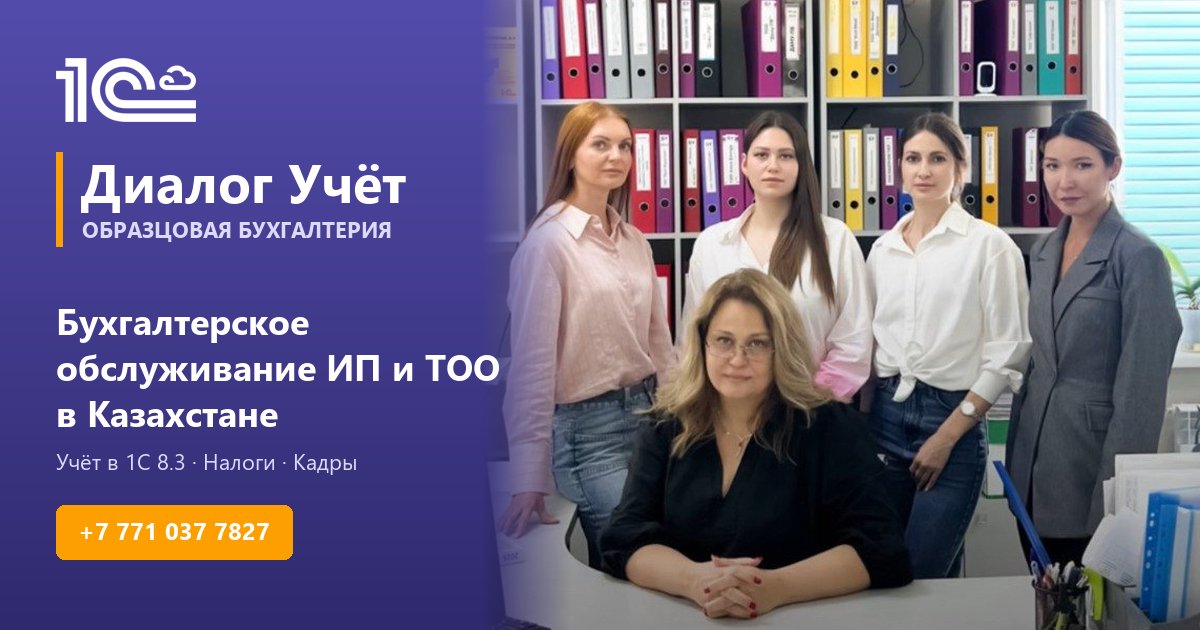 1С
Диалог Учёт
ОБРАЗЦОВАЯ БУХГАЛТЕРИЯ
Бухгалтерское
обслуживание ИП и ТОО
в Казахстане
Учёт в 1С 8.3 · Налоги · Кадры
+7 771 037 7827